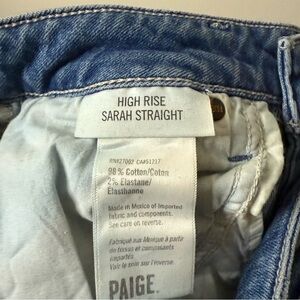 HIGH RISE
SARAH STRAIGHT
RN#27002 CA#51217
98% Cotton/Coton
2% Elastane/
Elasthanne
Made in Mexico of Imported
fabric and components.
See care on reverse.
Fabriqué aux Mexique à partir
de tissus et composants
importés
Voir le soin sur l'inverse.
PAIGE